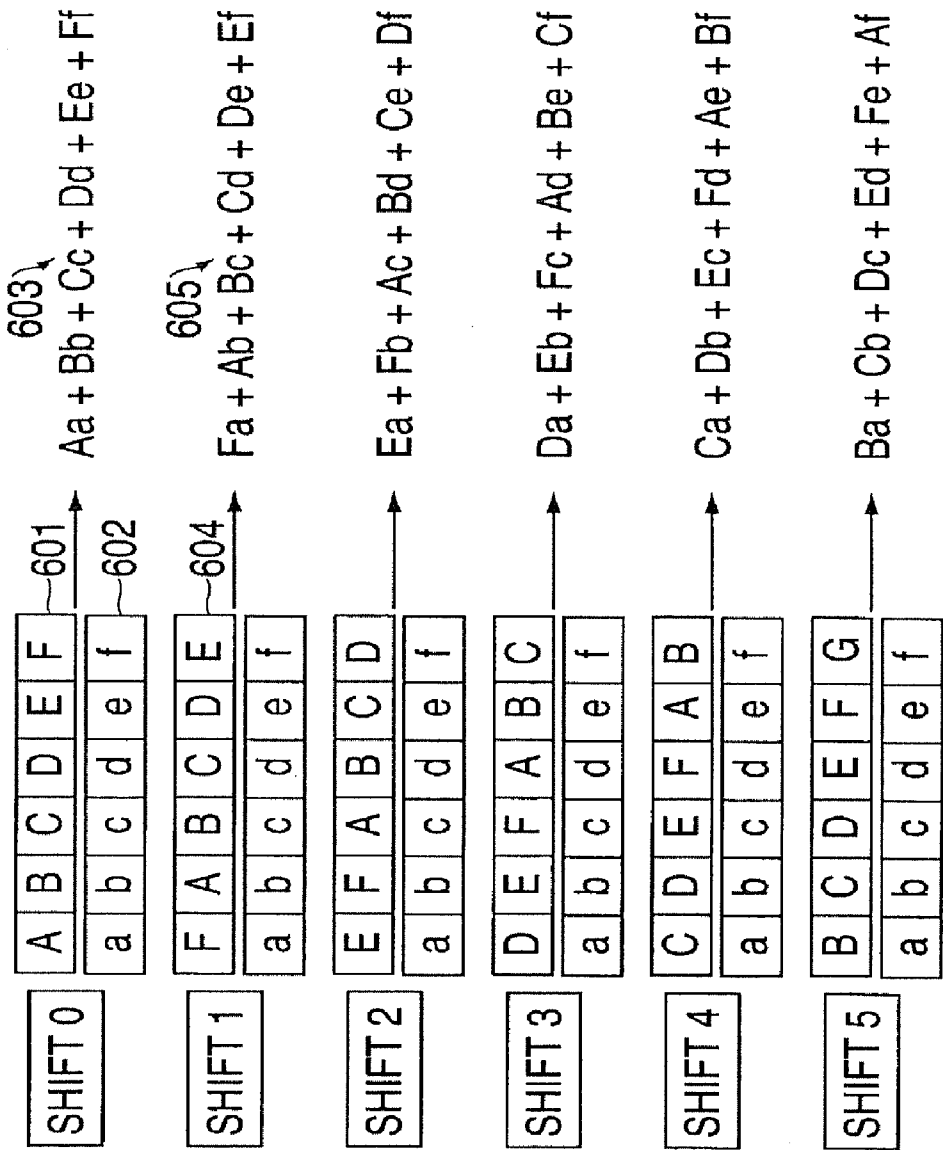 603
SHIFT 0 A B C D E F 601
a b c d e f 602
Aa + Bb + Cc + Dd + Ee + Ff
605
SHIFT 1 F A B C D E 604
a b c d e f
Fa + Ab + Bc + Cd + De + Ef
SHIFT 2 E F A B C D
a b c d e f
Ea + Fb + Ac + Bd + Ce + Df
SHIFT 3 D E F A B C
a b c d e f
Da + Eb + Fc + Ad + Be + Cf
SHIFT 4 C D E F A B
a b c d e f
Ca + Db + Ec + Fd + Ae + Bf
SHIFT 5 B C D E F G
a b c d e f
Ba + Cb + Dc + Ed + Fe + Af